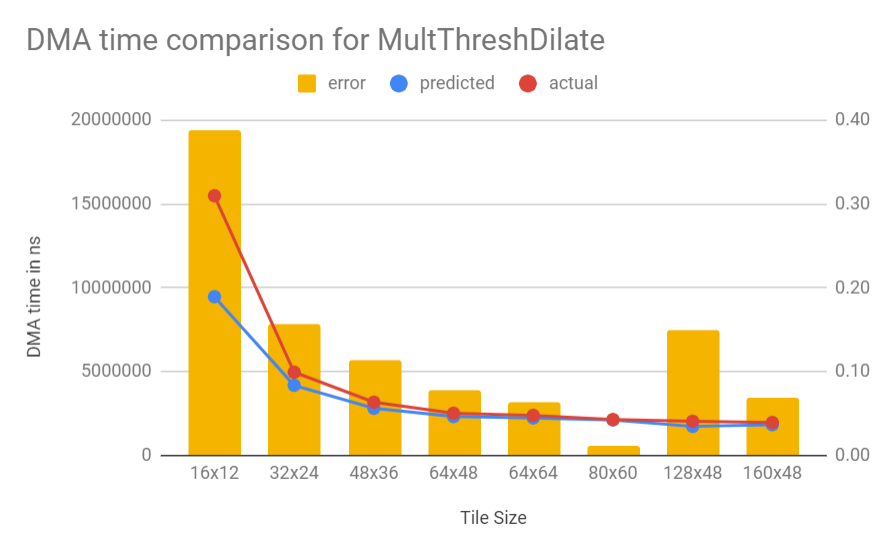 DMA time comparison for MultThreshDilate
error predicted actual
20000000 0.40
15000000 0.30
10000000 0.20
5000000 0.10
0 0.00
DMA time in ns
16x12 32x24 48x36 64x48 64x64 80x60 128x48 160x48
Tile Size